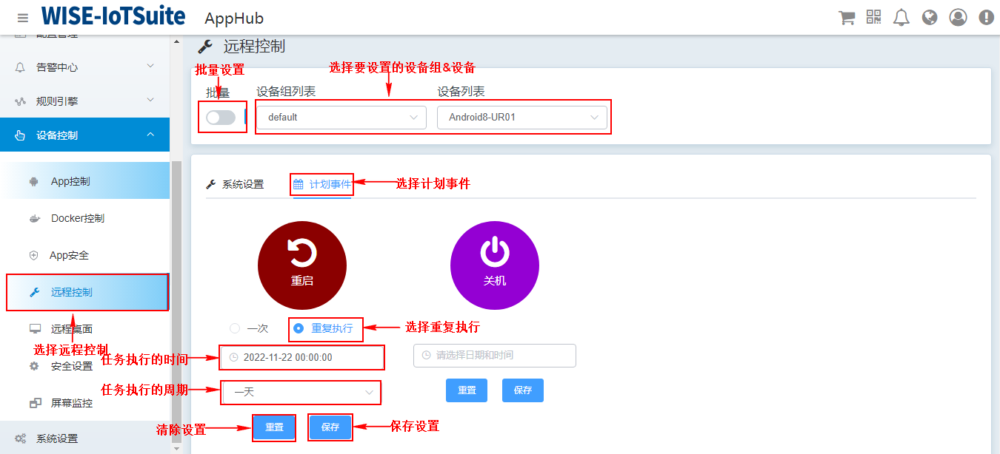 WISE-IoTSuite AppHub
配置管理
告警中心
规则引擎
设备控制
App控制
Docker控制
App安全
远程控制
选择远程控制
远程桌面
安全设置
屏幕监控
系统设置
远程控制
批量设置
选择要设置的设备组&设备
批量
设备组列表
设备列表
default
Android8-UR01
系统设置
计划事件
选择计划事件
重启
关机
一次
重复执行
选择重复执行
任务执行的时间
2022-11-22 00:00:00
请选择日期和时间
任务执行的周期
一天
重置
保存
清除设置
重置
保存
保存设置